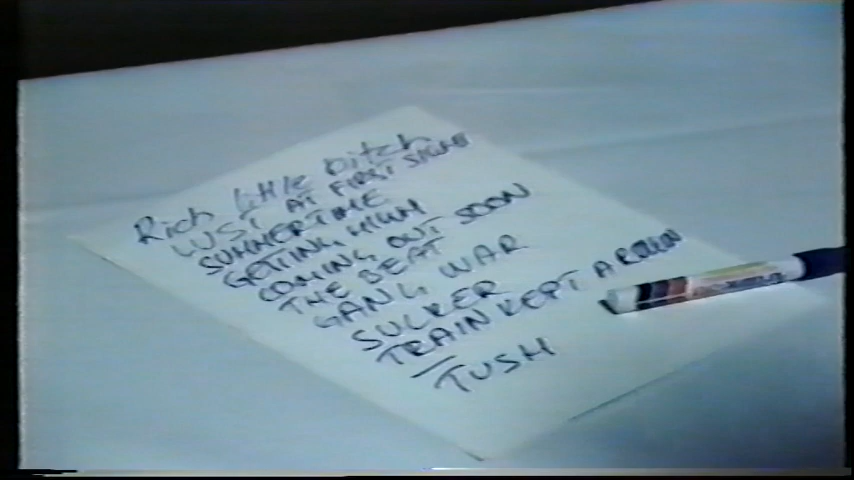 Rich little bitch
LUST AT FIRST SIGHT
SUMMERTIME
GETTING HIGH
COMING OUT SOON
THE BEAT
GANG WAR
SUCKER
TRAIN KEPT A ROLLIN
TUSH